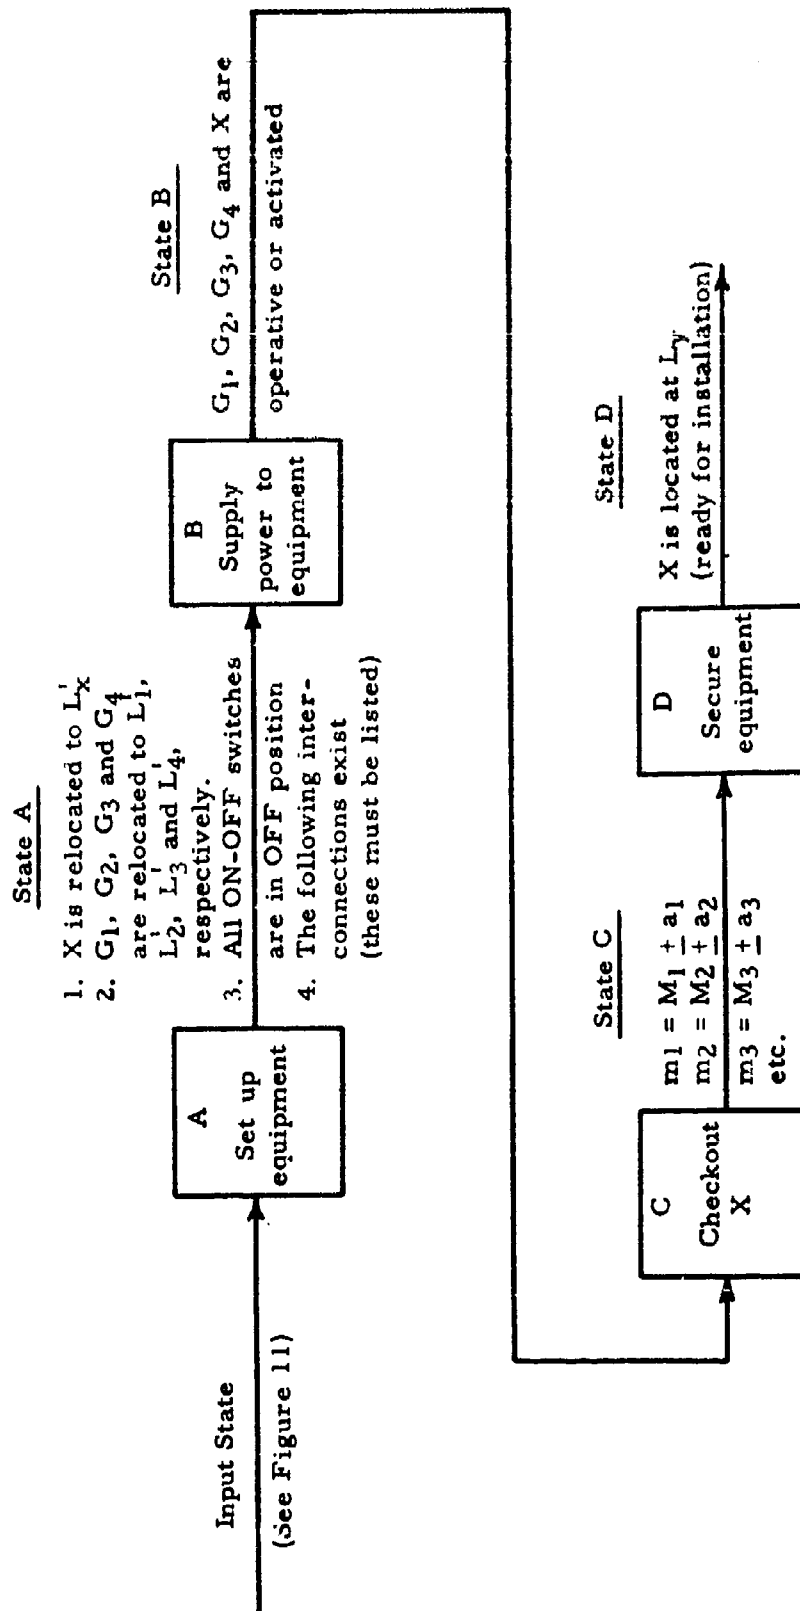 Input State
(See Figure 11)
A
Set up
equipment
State A
1. X is relocated to L'x
2. G1, G2, G3 and G4
are relocated to L'1,
L'2, L'3 and L'4,
respectively.
3. All ON-OFF switches
are in OFF position
4. The following inter-
connections exist
(these must be listed)
B
Supply
power to
equipment
State B
G1, G2, G3, G4 and X are
operative or activated
C
Checkout
X
State C
m1 = M1 ± a1
m2 = M2 ± a2
m3 = M3 ± a3
etc.
D
Secure
equipment
State D
X is located at Ly
(ready for installation)